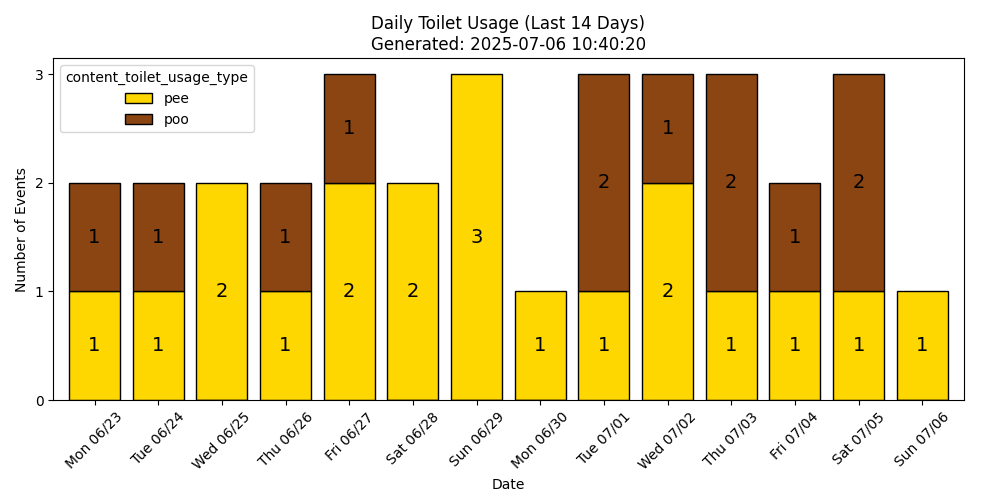 Daily Toilet Usage (Last 14 Days)
Generated: 2025-07-06 10:40:20
content_toilet_usage_type
pee
poo
Number of Events
3
2
1
0
1
1
1
1
2
1
1
2
1
2
3
1
1
2
2
1
1
2
1
1
1
2
1
Mon 06/23
Tue 06/24
Wed 06/25
Thu 06/26
Fri 06/27
Sat 06/28
Sun 06/29
Mon 06/30
Tue 07/01
Wed 07/02
Thu 07/03
Fri 07/04
Sat 07/05
Sun 07/06
Date